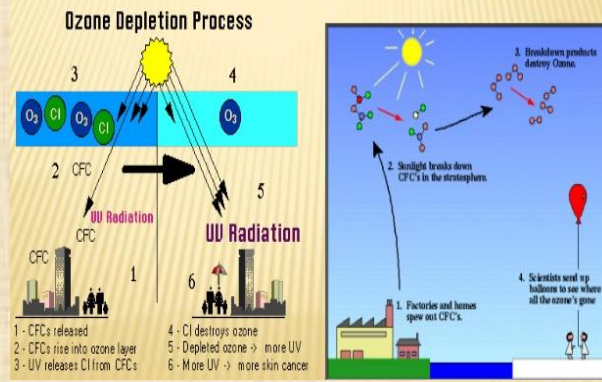 Ozone Depletion Process
3
4
O3
Cl
O3
Cl
O3
2
CFC
5
UV Radiation
CFC
UV Radiation
CFC
1
6
1 - CFCs released
2 - CFCs rise into ozone layer
3 - UV releases Cl from CFCs
4 - Cl destroys ozone
5 - Depleted ozone -> more UV
6 - More UV -> more skin cancer
3. Breakdown products
destroy Ozone.
2. Sunlight breaks down
CFC's in the stratosphere.
1. Factories and homes
spew out CFC's.
4. Scientists send up
balloons to see where
all the ozone's gone